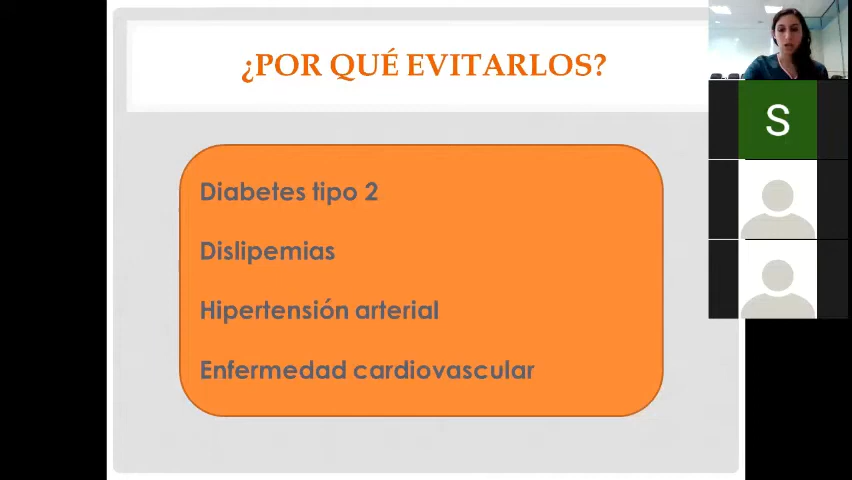 ¿POR QUÉ EVITARLOS?
Diabetes tipo 2
Dislipemias
Hipertensión arterial
Enfermedad cardiovascular
S